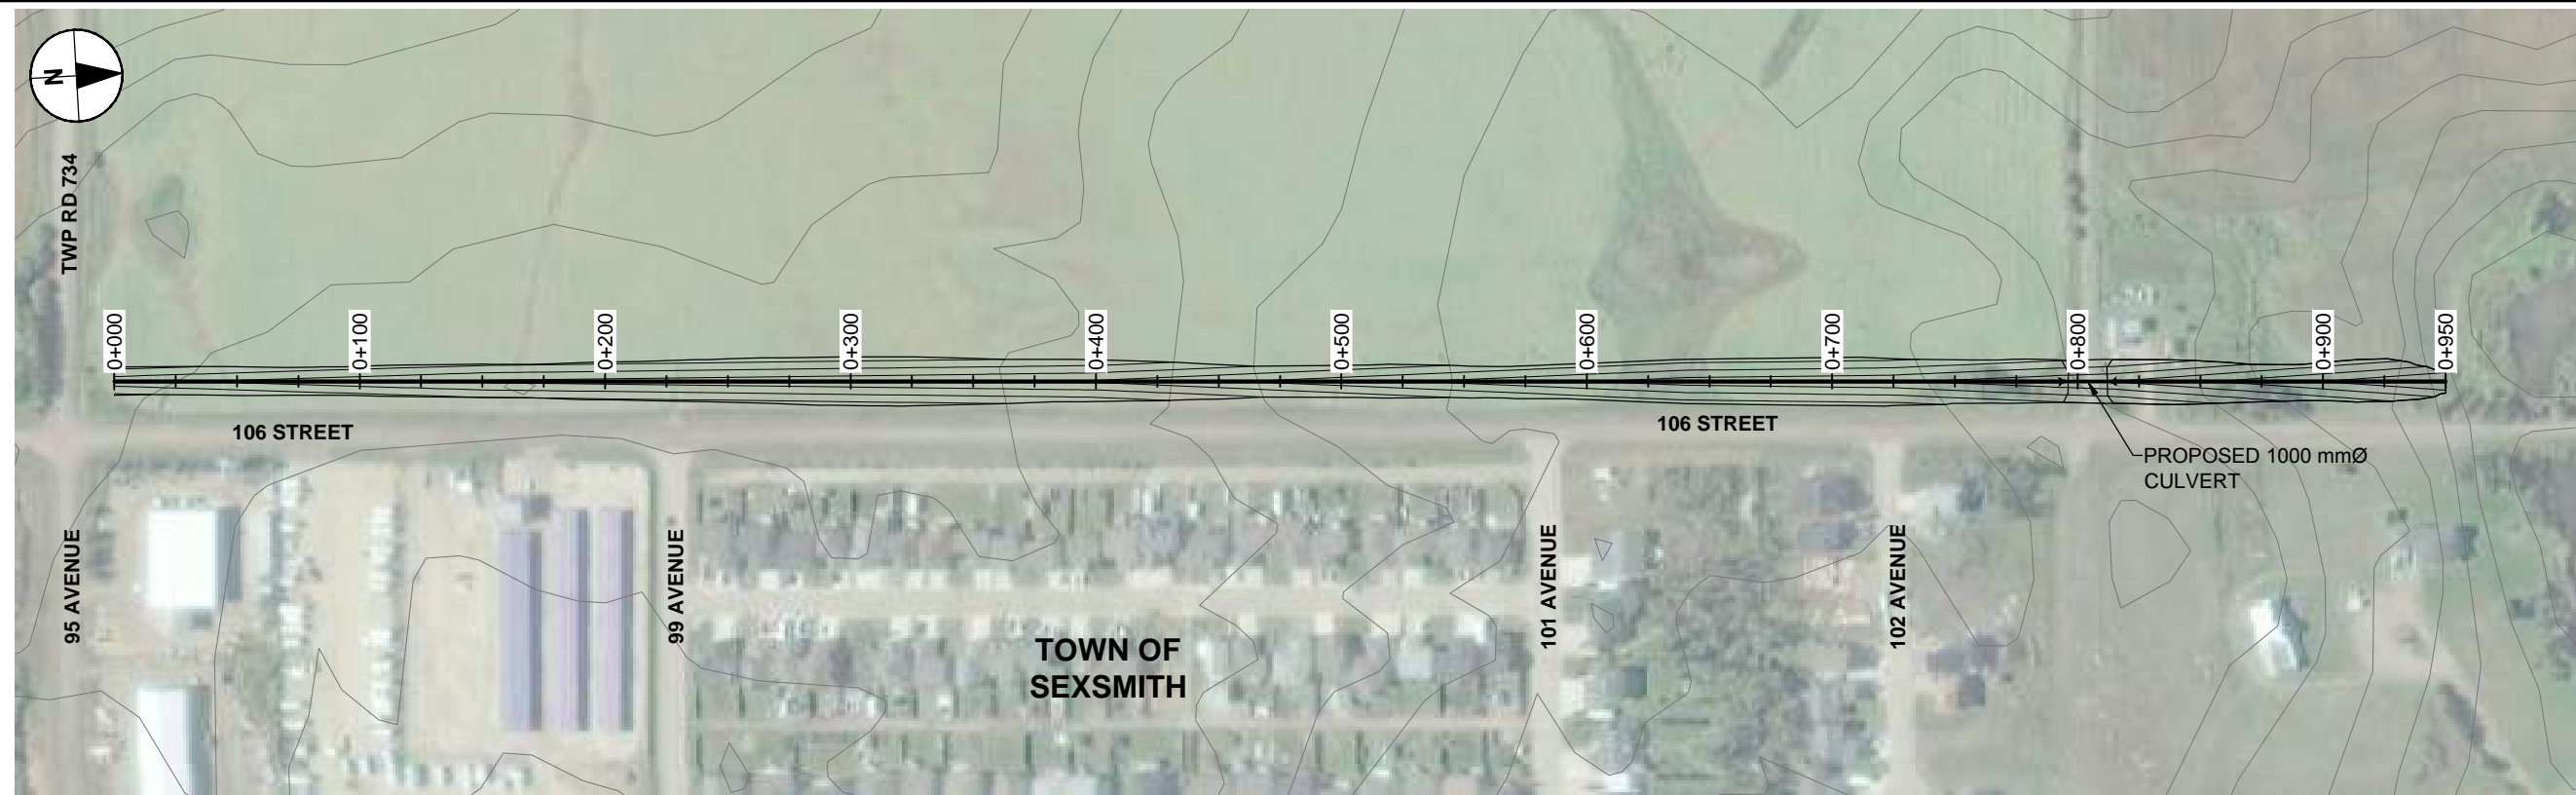 N
TWP RD 734
0+000
0+100
0+200
0+300
0+400
0+500
0+600
0+700
0+800
0+900
0+950
106 STREET
106 STREET
PROPOSED 1000 mmØ
CULVERT
95 AVENUE
99 AVENUE
101 AVENUE
102 AVENUE
TOWN OF
SEXSMITH